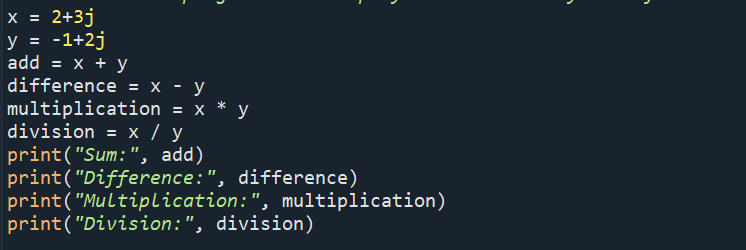 x = 2+3j
y = -1+2j
add = x + y
difference = x - y
multiplication = x * y
division = x / y
print("Sum:", add)
print("Difference:", difference)
print("Multiplication:", multiplication)
print("Division:", division)